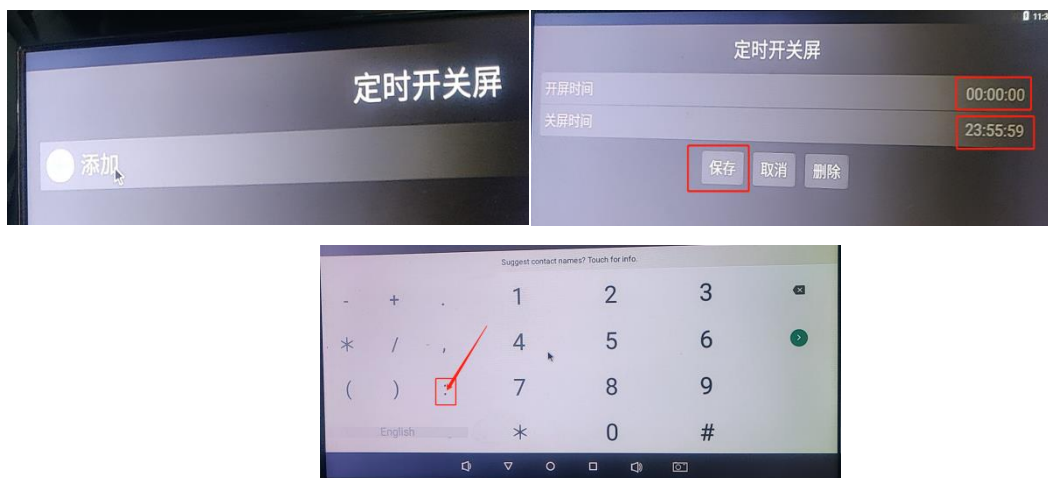 定时开关屏
添加
11:3
定时开关屏
开屏时间 00:00:00
关屏时间 23:55:59
保存 取消 删除
Suggest contact names? Touch for info.
- + . 1 2 3
* / , 4 5 6
( ) : 7 8 9
English * 0 #